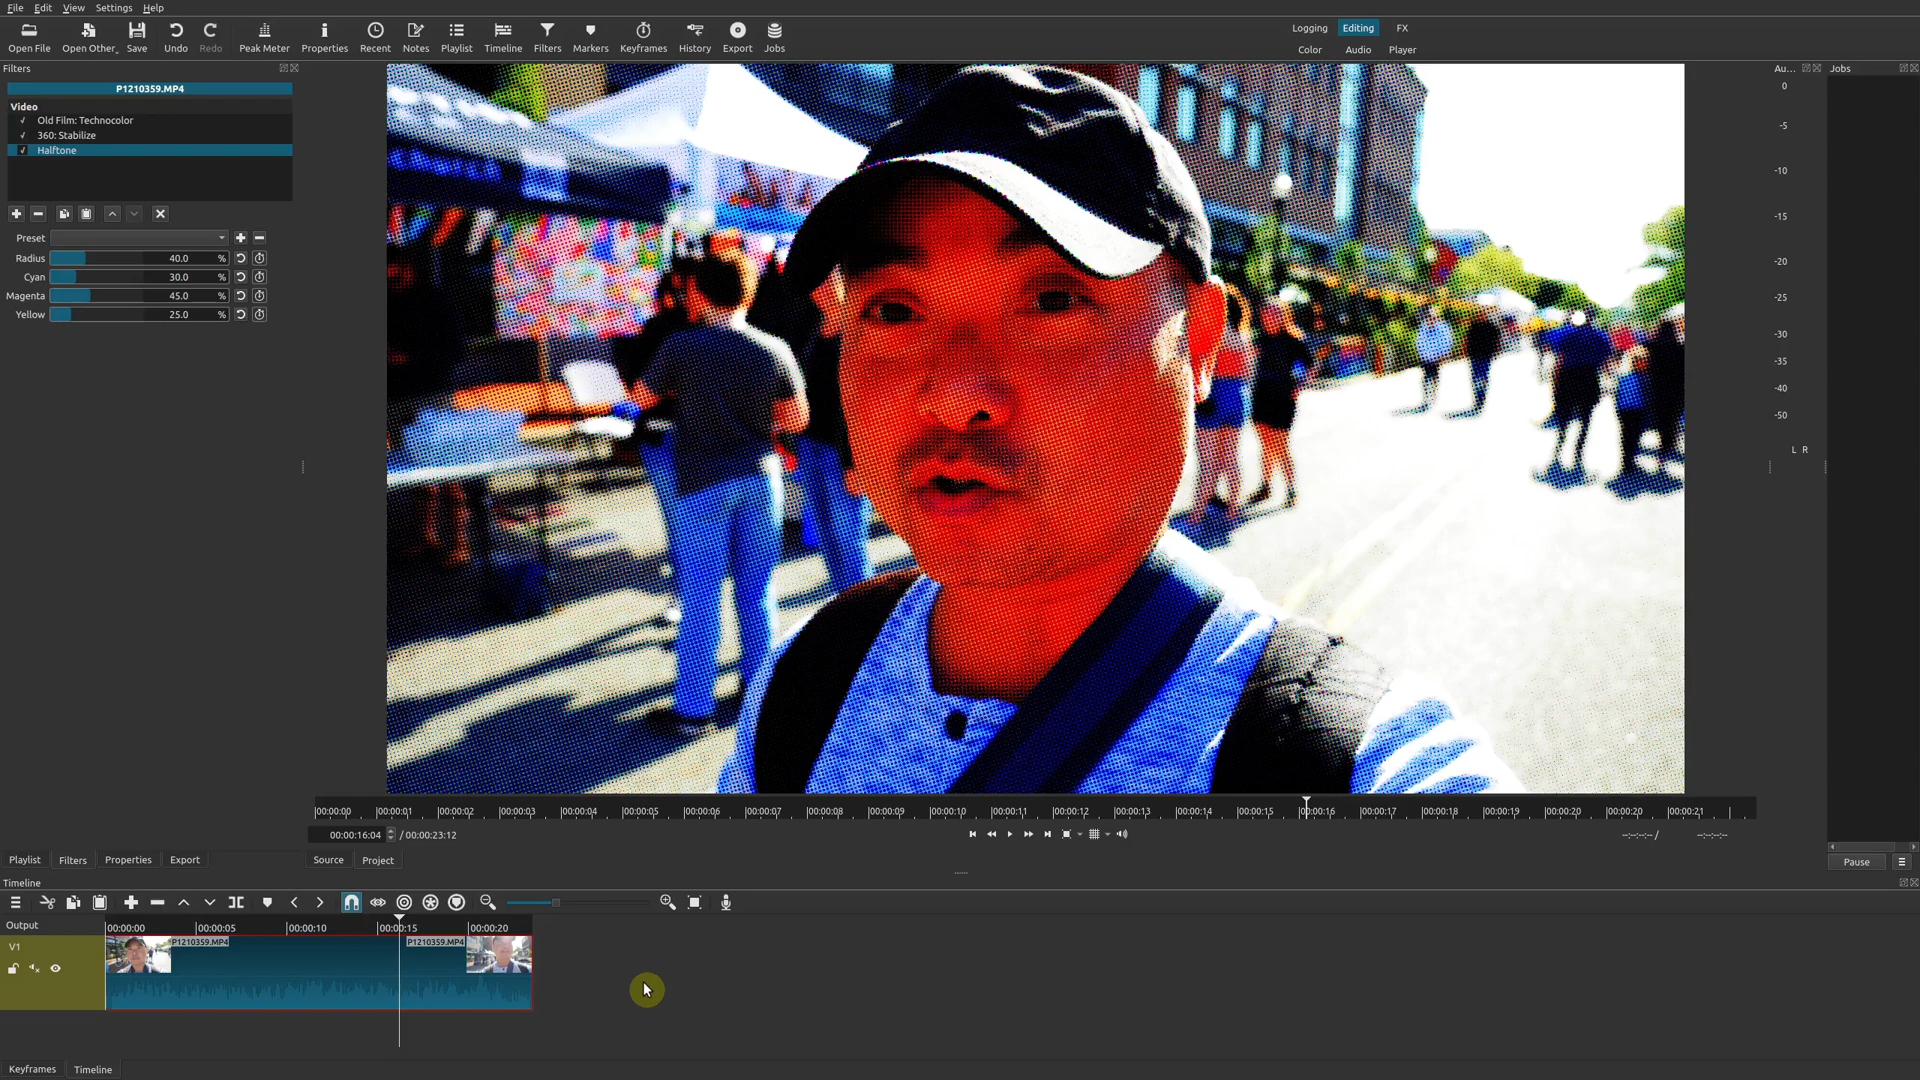 File Edit View Settings Help
Open File Open Other Save Undo Redo Peak Meter Properties Recent Notes Playlist Timeline Filters Markers Keyframes History Export Jobs
Logging Editing FX
Color Audio Player
Filters
P1210359.MP4
Video
✓ Old Film: Technocolor
✓ 360: Stabilize
✓ Halftone
Preset
Radius 40.0 %
Cyan 30.0 %
Magenta 45.0 %
Yellow 25.0 %
Au... Jobs
0
-5
-10
-15
-20
-25
-30
-35
-40
-50
L R
00:00:00 00:00:01 00:00:02 00:00:03 00:00:04 00:00:05 00:00:06 00:00:07 00:00:08 00:00:09 00:00:10 00:00:11 00:00:12 00:00:13 00:00:14 00:00:15 00:00:16 00:00:17 00:00:18 00:00:19 00:00:20 00:00:20 00:00:21
00:00:16:04 / 00:00:23:12 --:--:--:-- / --:--:--:--
Playlist Filters Properties Export Source Project Pause
Timeline
Output 00:00:00 00:00:05 00:00:10 00:00:15 00:00:20
V1 P1210359.MP4 P1210359.MP4
Keyframes Timeline